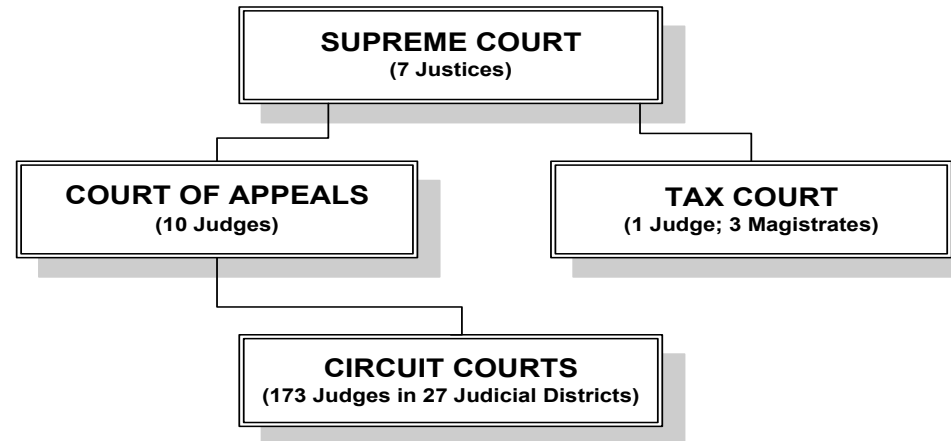 SUPREME COURT
(7 Justices)
COURT OF APPEALS
(10 Judges)
TAX COURT
(1 Judge; 3 Magistrates)
CIRCUIT COURTS
(173 Judges in 27 Judicial Districts)